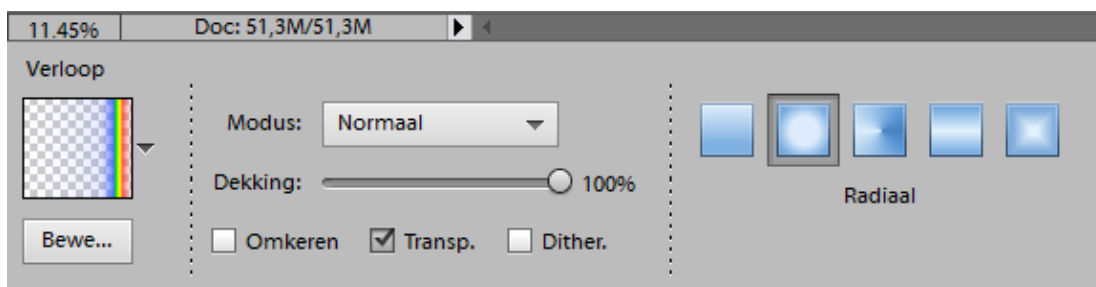 11.45% Doc: 51,3M/51,3M
Verloop
Modus: Normaal
Dekking: 100%
Radiaal
Bewe... Omkeren Transp. Dither.